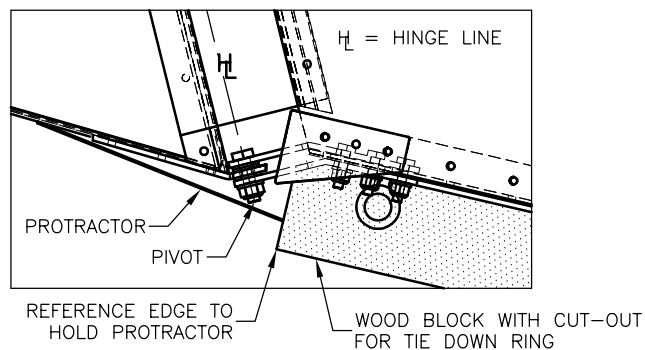 H̵L = HINGE LINE
H̵L
PROTRACTOR
PIVOT
REFERENCE EDGE TO
HOLD PROTRACTOR
WOOD BLOCK WITH CUT-OUT
FOR TIE DOWN RING